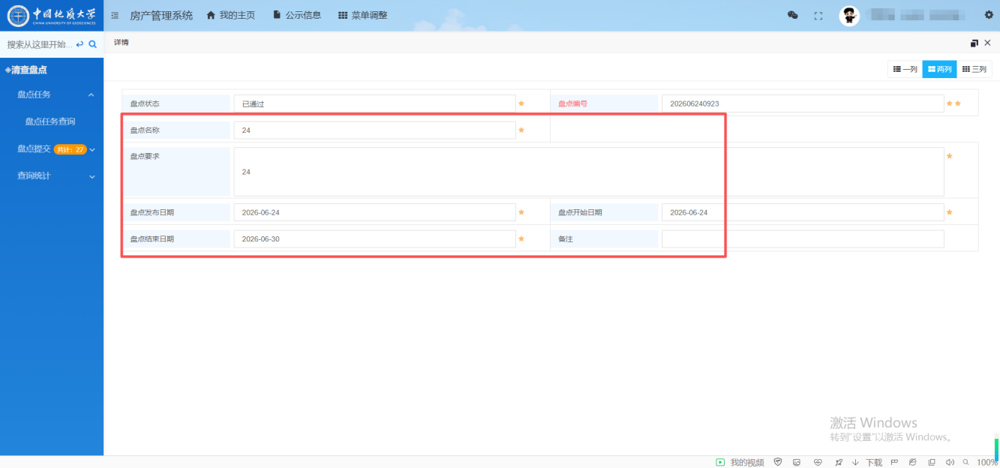 中国地质大学
CHINA UNIVERSITY OF GEOSCIENCES
房产管理系统 我的主页 公示信息 菜单调整
搜索从这里开始...
详情
清查盘点
一列 两列 三列
盘点任务
盘点状态 已通过 盘点编号 202606240923
盘点任务查询
盘点名称 24
盘点提交 共计: 27
盘点要求 24
查询统计
盘点发布日期 2026-06-24 盘点开始日期 2026-06-24
盘点结束日期 2026-06-30 备注
激活 Windows
转到"设置"以激活 Windows。
我的视频 下载 100%